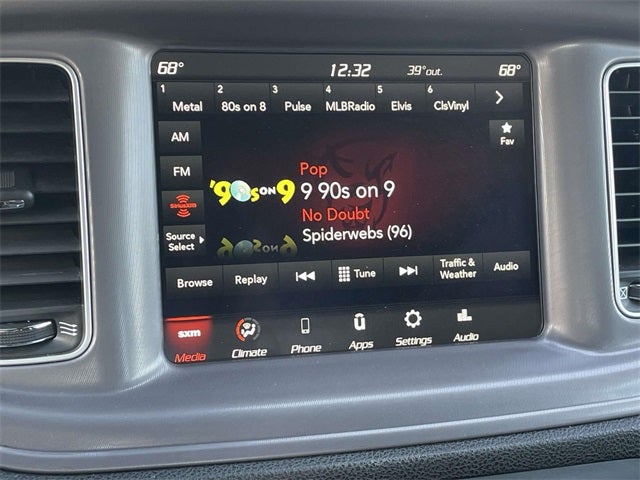 68° 12:32 39°out. 68°
1 Metal 2 80s on 8 3 Pulse 4 MLBRadio 5 Elvis 6 ClsVinyl
AM
Fav
Pop
FM
'90s ON 9 9 90s on 9
SiriusXM
No Doubt
Source Select
Spiderwebs (96)
Browse Replay Tune Traffic & Weather Audio
sxm
Media Climate Phone Apps Settings Audio